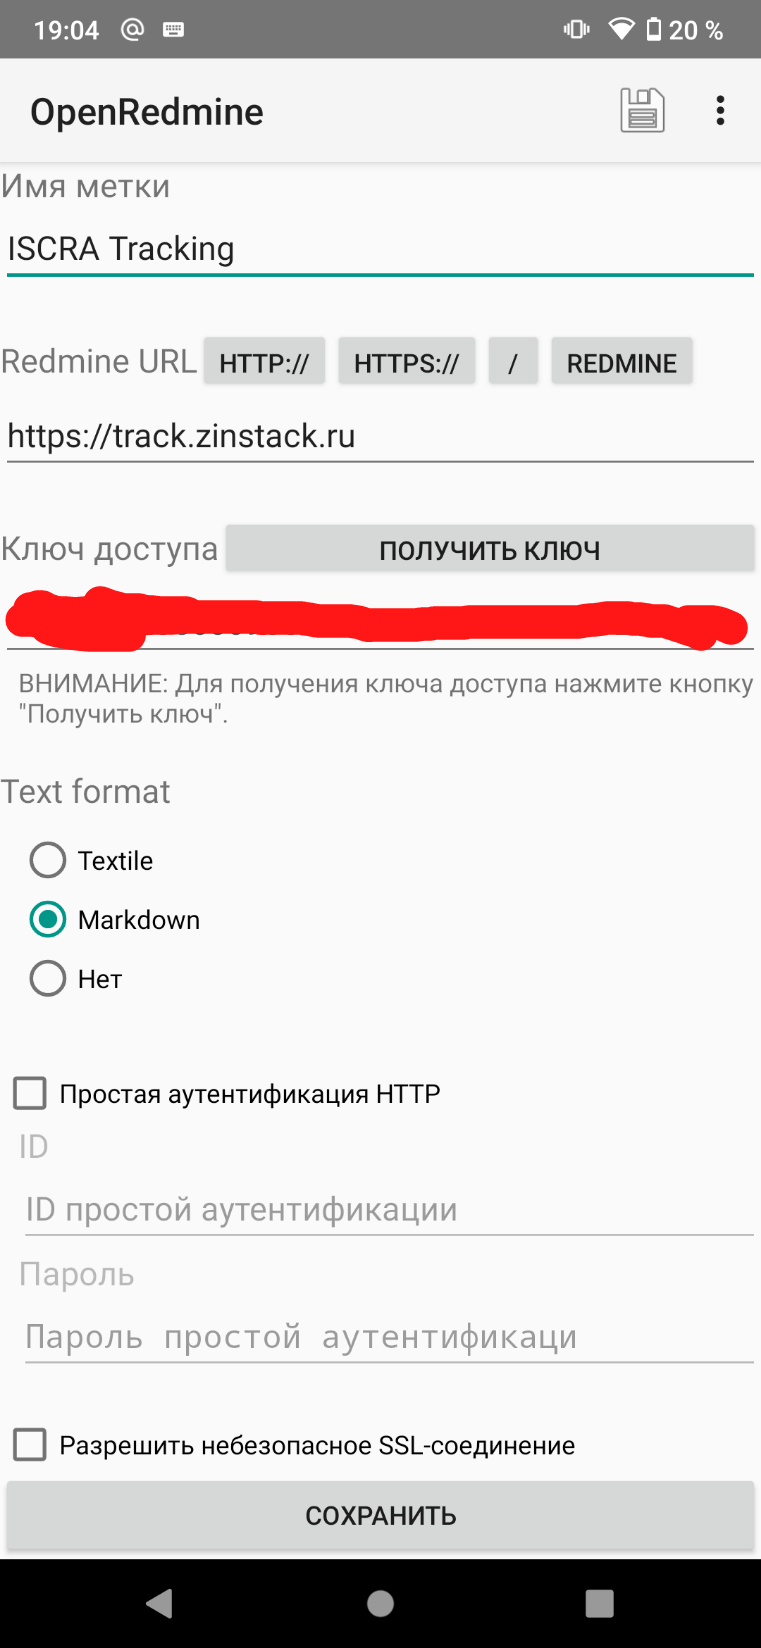 19:04 20 %
OpenRedmine
Имя метки
ISCRA Tracking
Redmine URL HTTP:// HTTPS:// / REDMINE
https://track.zinstack.ru
Ключ доступа ПОЛУЧИТЬ КЛЮЧ
ВНИМАНИЕ: Для получения ключа доступа нажмите кнопку
"Получить ключ".
Text format
Textile
Markdown
Нет
Простая аутентификация HTTP
ID
ID простой аутентификации
Пароль
Пароль простой аутентификаци
Разрешить небезопасное SSL-соединение
СОХРАНИТЬ